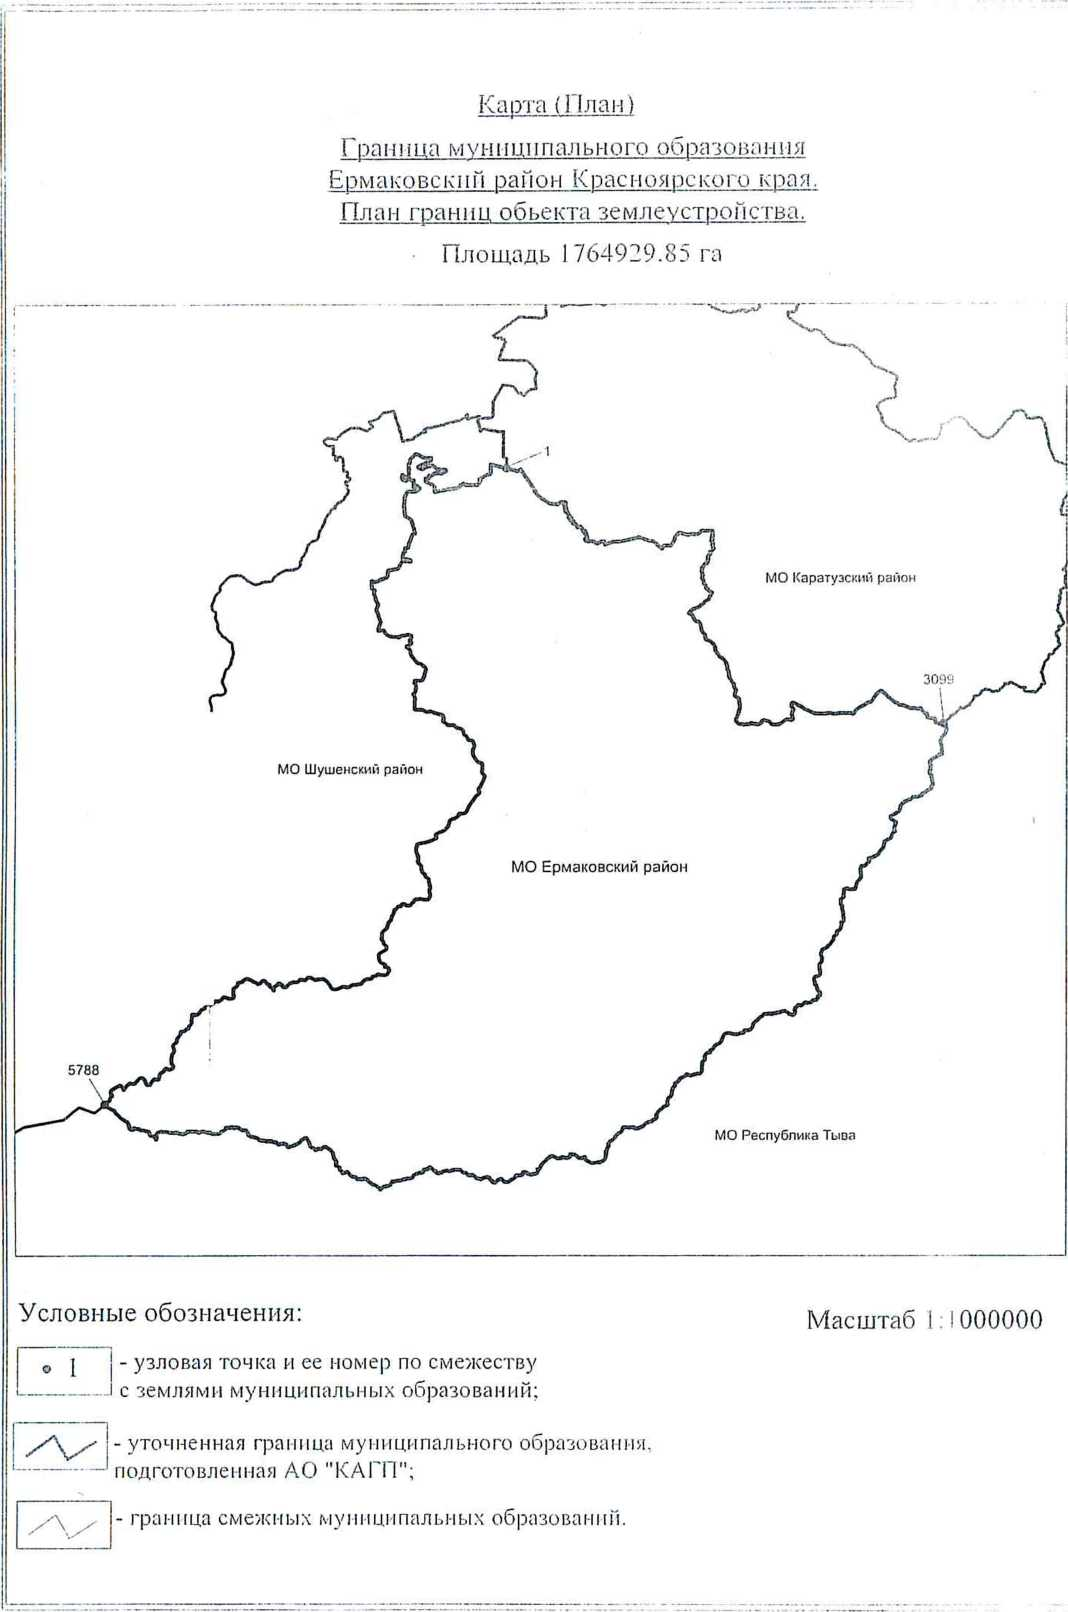 Карта (План)
Граница муниципального образования
Ермаковский район Красноярского края.
План границ обьекта землеустройства.
Площадь 1764929.85 га
1
МО Каратузский район
3099
МО Шушенский район
МО Ермаковский район
5788
МО Республика Тыва
Условные обозначения:
Масштаб 1:1000000
1 - узловая точка и ее номер по смежеству
с землями муниципальных образований;
- уточненная граница муниципального образования,
подготовленная АО "КАГП";
- граница смежных муниципальных образований.